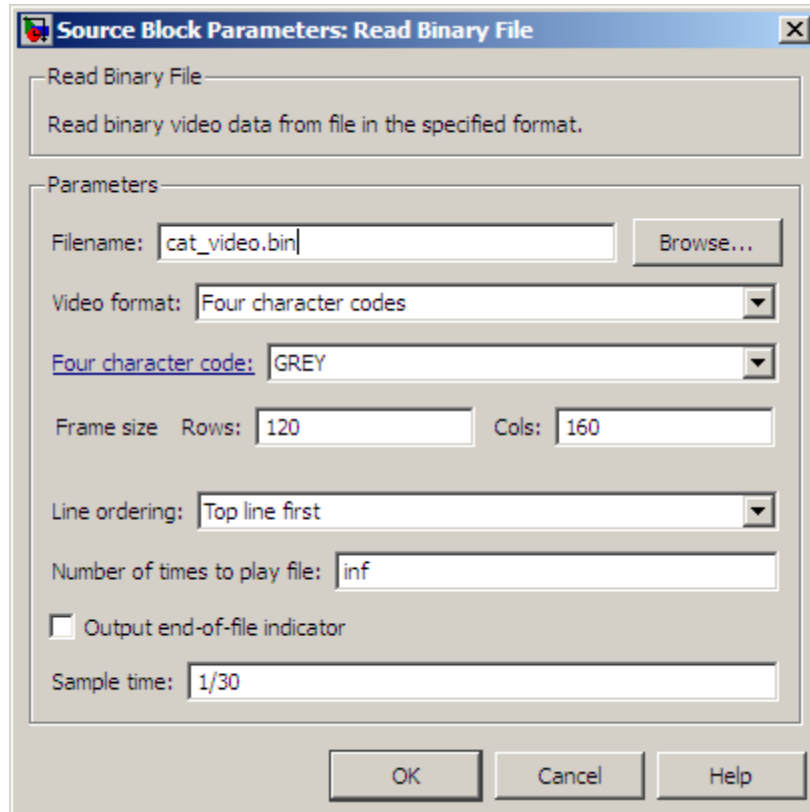 Source Block Parameters: Read Binary File
Read Binary File
Read binary video data from file in the specified format.
Parameters
Filename: cat_video.bin Browse...
Video format: Four character codes
Four character code: GREY
Frame size Rows: 120 Cols: 160
Line ordering: Top line first
Number of times to play file: inf
Output end-of-file indicator
Sample time: 1/30
OK Cancel Help